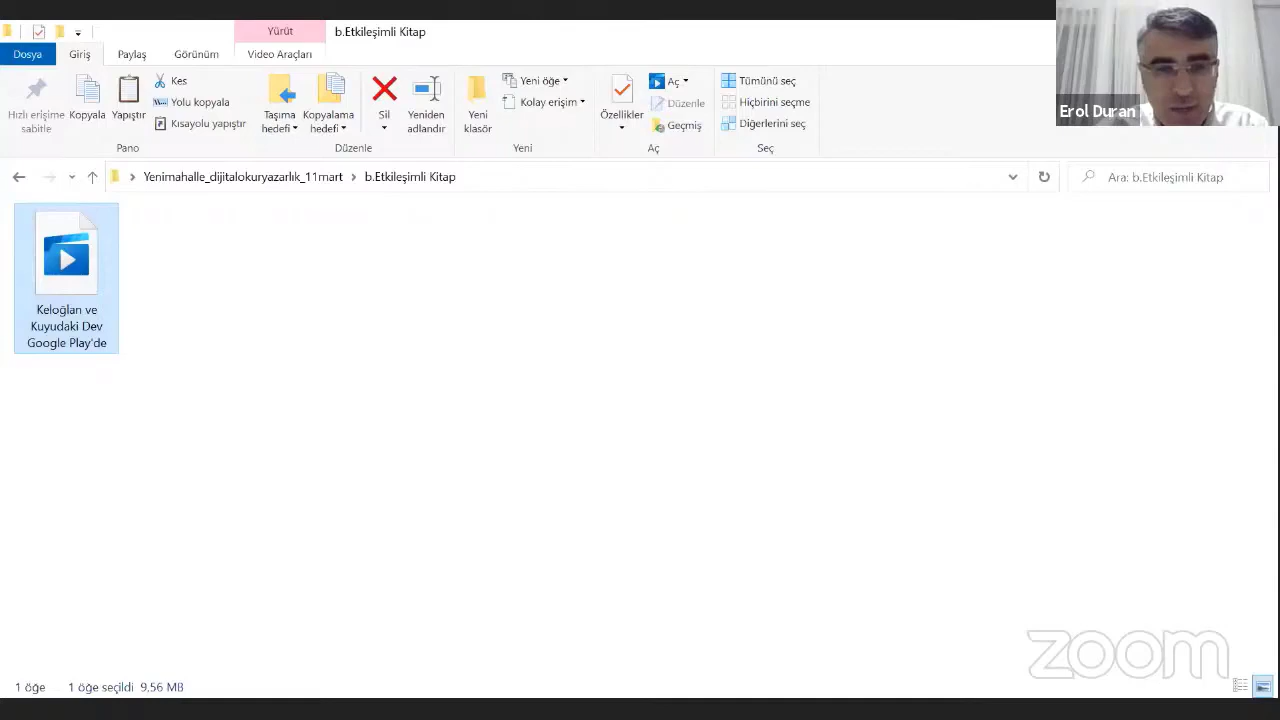 Yürüt
b.Etkileşimli Kitap
Dosya
Giriş
Paylaş
Görünüm
Video Araçları
Hızlı erişime sabitle
Kopyala
Yapıştır
Kes
Yolu kopyala
Kısayolu yapıştır
Pano
Taşıma hedefi
Kopyalama hedefi
Sil
Yeniden adlandır
Düzenle
Yeni klasör
Yeni öğe
Kolay erişim
Yeni
Özellikler
Aç
Düzenle
Geçmiş
Aç
Tümünü seç
Hiçbirini seçme
Diğerlerini seç
Seç
Erol Duran
Yenimahalle_dijitalokuryazarlık_11mart
b.Etkileşimli Kitap
Ara: b.Etkileşimli Kitap
Keloğlan ve
Kuyudaki Dev
Google Play'de
zoom
1 öğe
1 öğe seçildi 9,56 MB